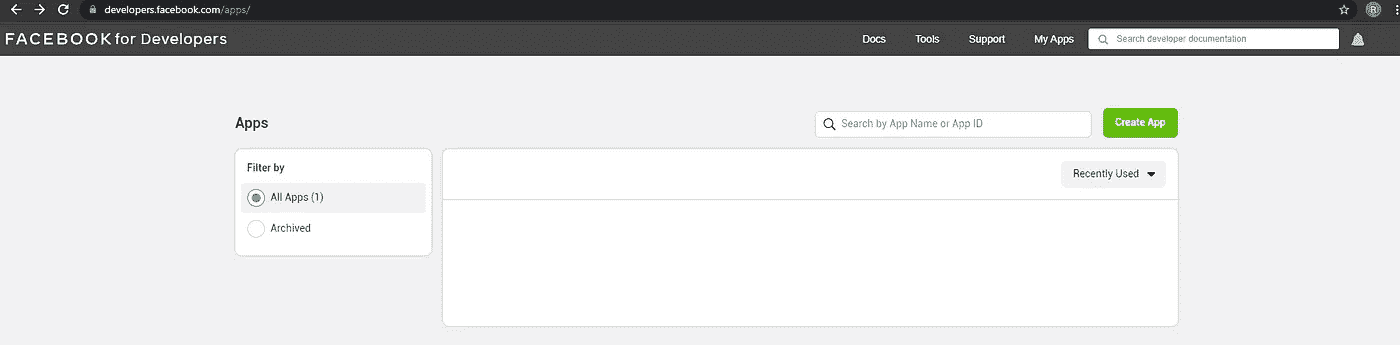 developers.facebook.com/apps/
FACEBOOK for Developers
Docs
Tools
Support
My Apps
Search developer documentation
Apps
Search by App Name or App ID
Create App
Filter by
All Apps (1)
Archived
Recently Used